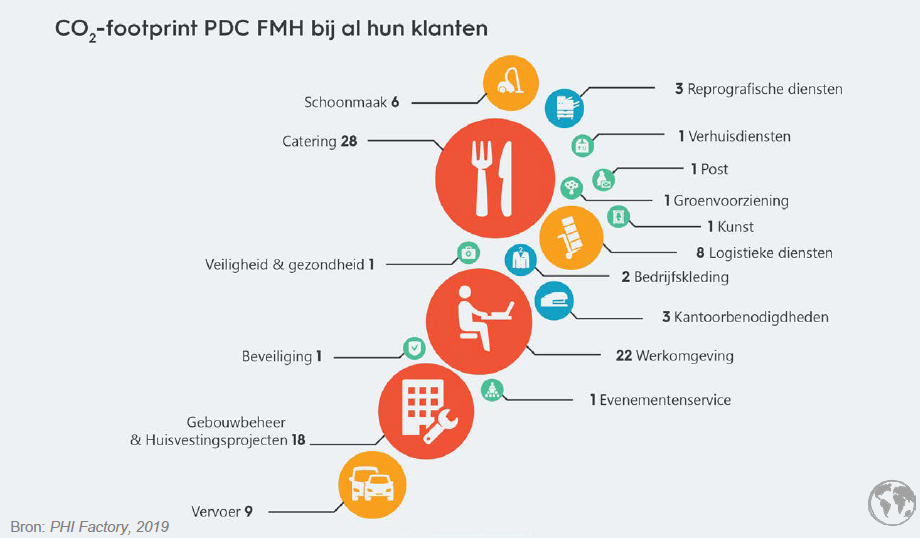 CO₂-footprint PDC FMH bij al hun klanten
Schoonmaak 6
3 Reprografische diensten
Catering 28
1 Verhuisdiensten
1 Post
1 Groenvoorziening
1 Kunst
8 Logistieke diensten
Veiligheid & gezondheid 1
2 Bedrijfskleding
3 Kantoorbenodigdheden
Beveiliging 1
22 Werkomgeving
1 Evenementenservice
Gebouwbeheer
& Huisvestingsprojecten 18
Vervoer 9
Bron: PHI Factory, 2019